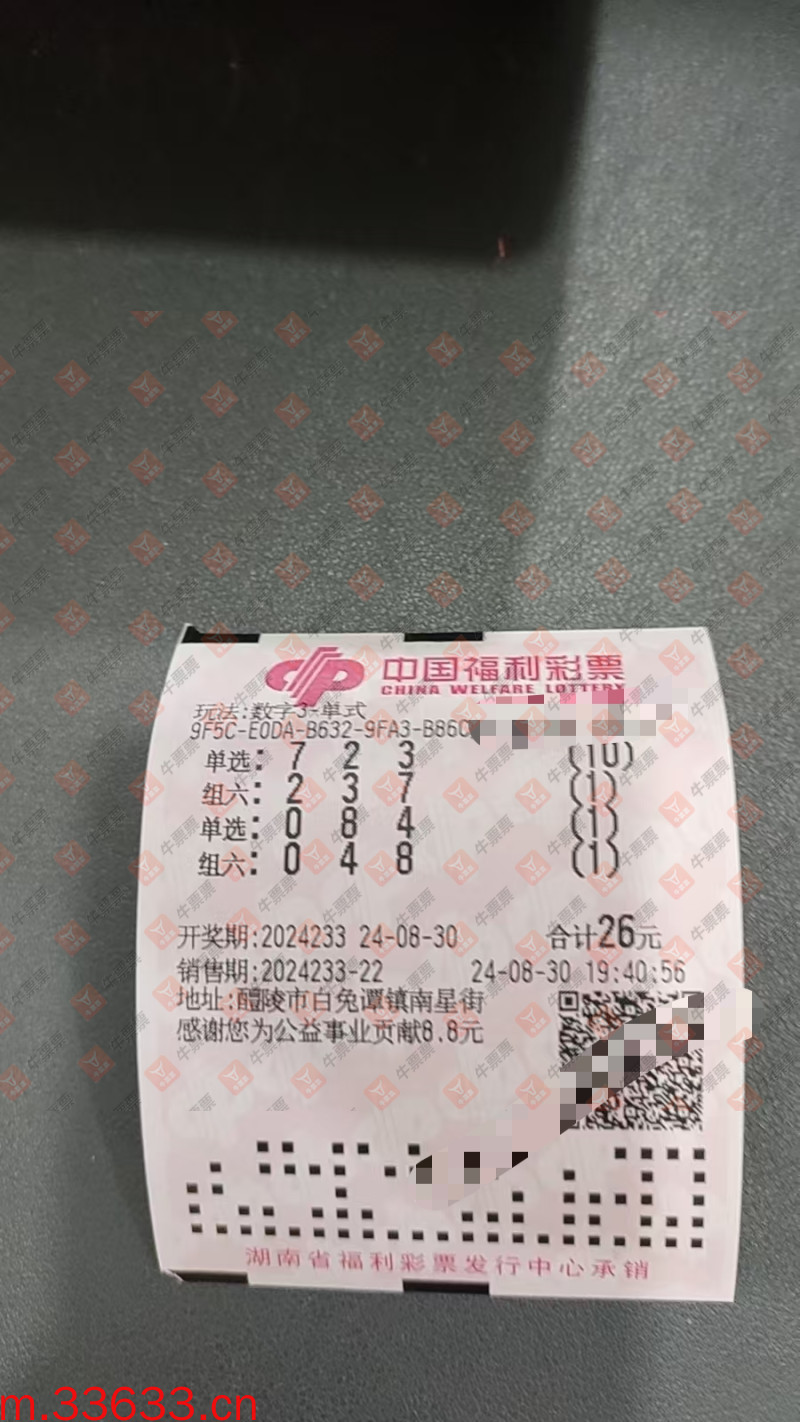 中国福利彩票
CHINA WELFARE LOTTERY
玩法:数字3-单式
9F5C-E0DA-B632-9FA3-B86C
单选: 7 2 3 (10)
组六: 2 3 7 (1)
单选: 0 8 4 (1)
组六: 0 4 8 (1)
开奖期:2024233 24-08-30 合计26元
销售期:2024233-22 24-08-30 19:40:56
地址:醴陵市白兔潭镇南星街
感谢您为公益事业贡献8.8元
湖南省福利彩票发行中心承销
牛票票
m.33633.cn